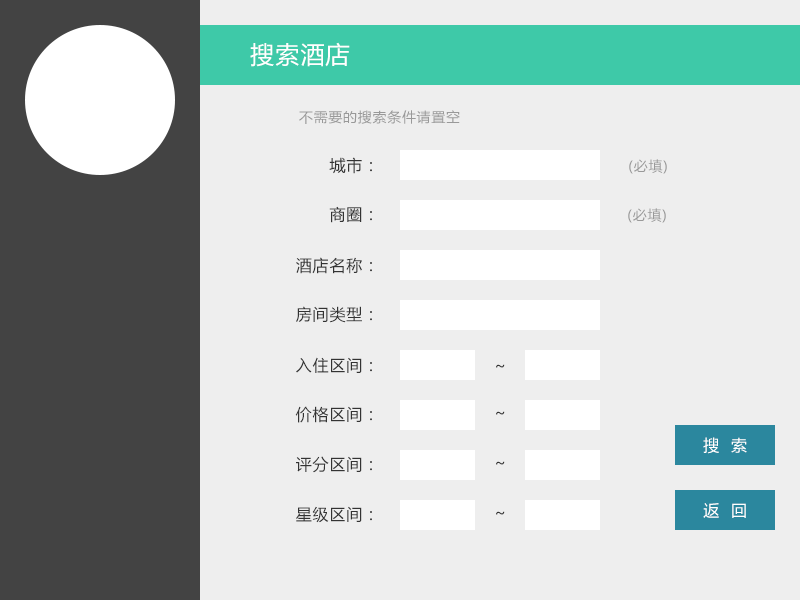 搜索酒店
不需要的搜索条件请置空
城市： (必填)
商圈： (必填)
酒店名称：
房间类型：
入住区间： ~
价格区间： ~
评分区间： ~
星级区间： ~
搜 索
返 回